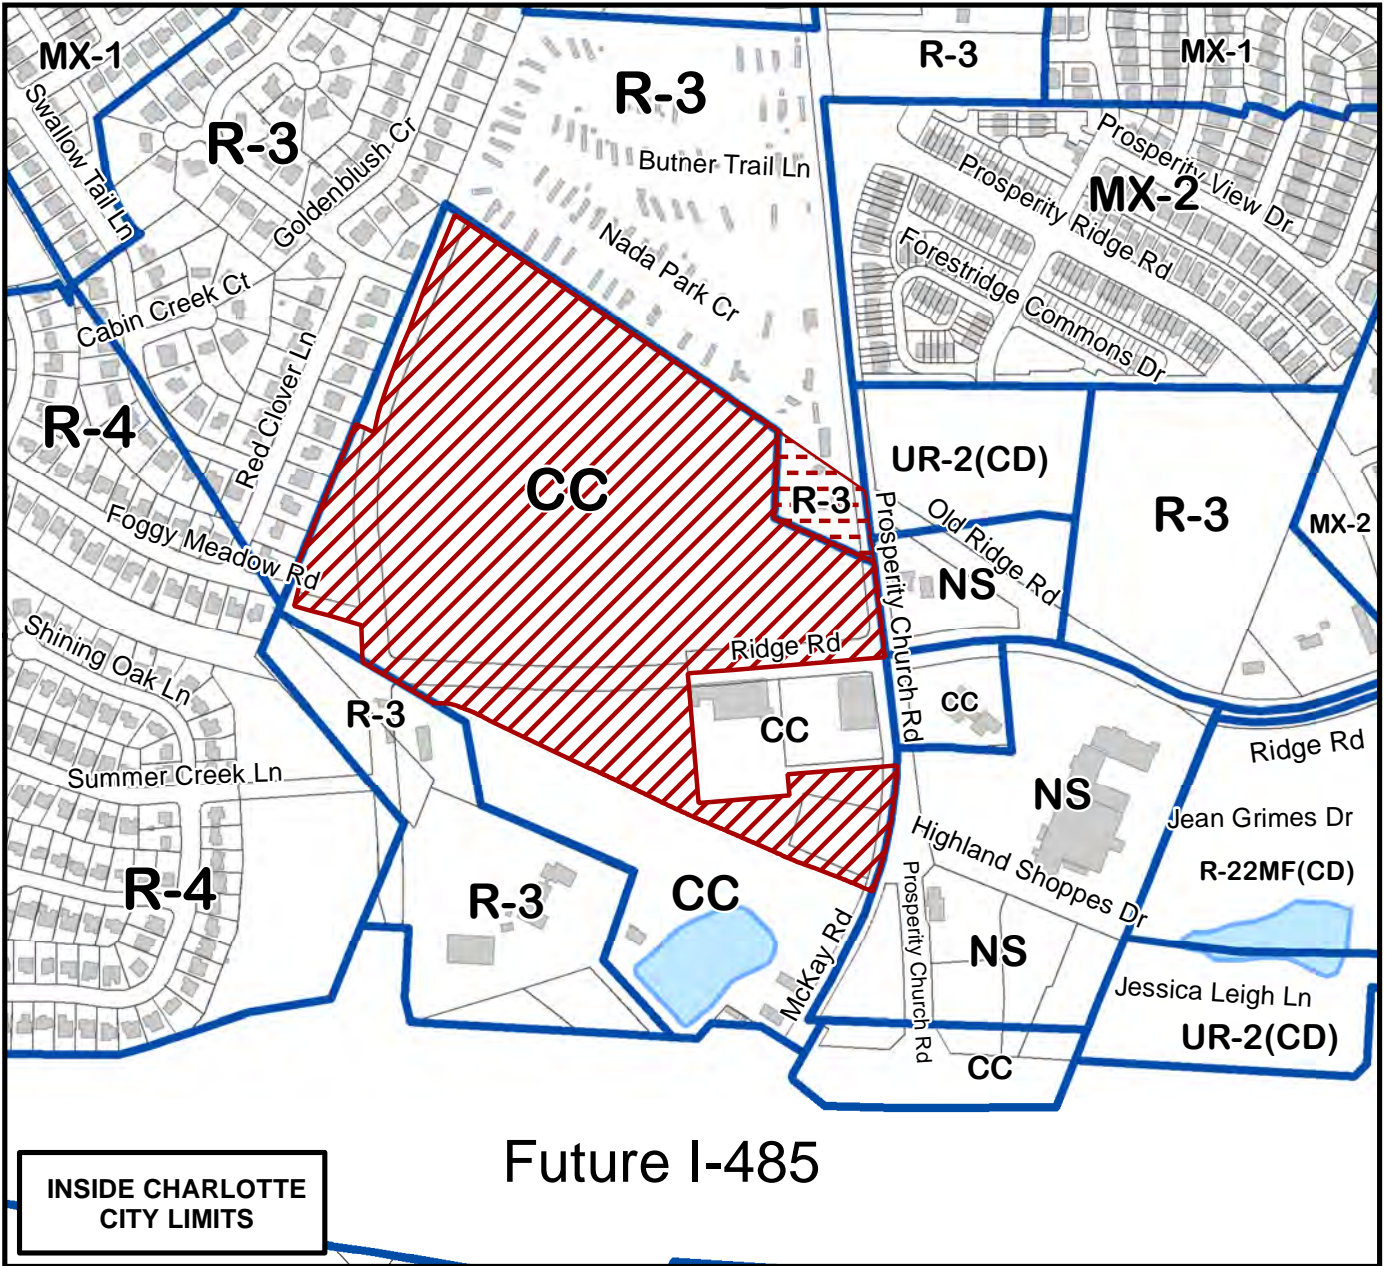 MX-1
R-3
MX-1
R-3
Swallow Tail Ln
R-3
Goldenblush Cr
Butner Trail Ln
Prosperity View Dr
Prosperity Ridge Rd
MX-2
Nada Park Cr
Forestridge Commons Dr
Cabin Creek Ct
Red Clover Ln
R-4
CC
UR-2(CD)
R-3
R-3
MX-2
Old Ridge Rd
Prosperity Church Rd
Foggy Meadow Rd
NS
Shining Oak Ln
Ridge Rd
R-3
CC
CC
Ridge Rd
Summer Creek Ln
NS
Jean Grimes Dr
Highland Shoppes Dr
R-22MF(CD)
R-4
R-3
CC
Prosperity Church Rd
McKay Rd
NS
Jessica Leigh Ln
UR-2(CD)
CC
Future I-485
INSIDE CHARLOTTE
CITY LIMITS